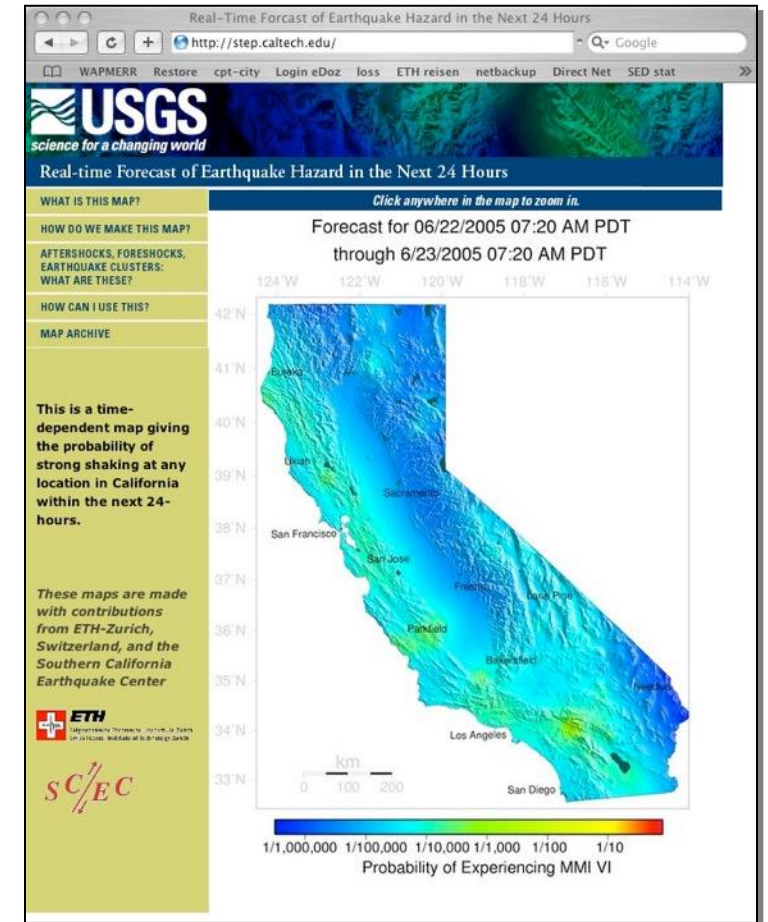 Real-Time Forcast of Earthquake Hazard in the Next 24 Hours
http://step.caltech.edu/
Google
WAPMERR Restore cpt-city Login eDoz loss ETH reisen netbackup Direct Net SED stat »
USGS
science for a changing world
Real-time Forecast of Earthquake Hazard in the Next 24 Hours
WHAT IS THIS MAP?
HOW DO WE MAKE THIS MAP?
AFTERSHOCKS, FORESHOCKS,
EARTHQUAKE CLUSTERS:
WHAT ARE THESE?
HOW CAN I USE THIS?
MAP ARCHIVE
This is a time-
dependent map giving
the probability of
strong shaking at any
location in California
within the next 24-
hours.
These maps are made
with contributions
from ETH-Zurich,
Switzerland, and the
Southern California
Earthquake Center
ETH
SC/EC
Click anywhere in the map to zoom in.
Forecast for 06/22/2005 07:20 AM PDT
through 6/23/2005 07:20 AM PDT
124°W 122°W 120°W 118°W 116°W 114°W
42°N
41°N
Eureka
40°N
39°N
Ukiah
Sacramento
38°N
San Francisco
San Jose
37°N
Fresno
Lone Pine
36°N
Parkfield
Bakersfield
35°N
Needles
34°N
Los Angeles
33°N
km
0 100 200
San Diego
1/1,000,000 1/100,000 1/10,000 1/1,000 1/100 1/10
Probability of Experiencing MMI VI